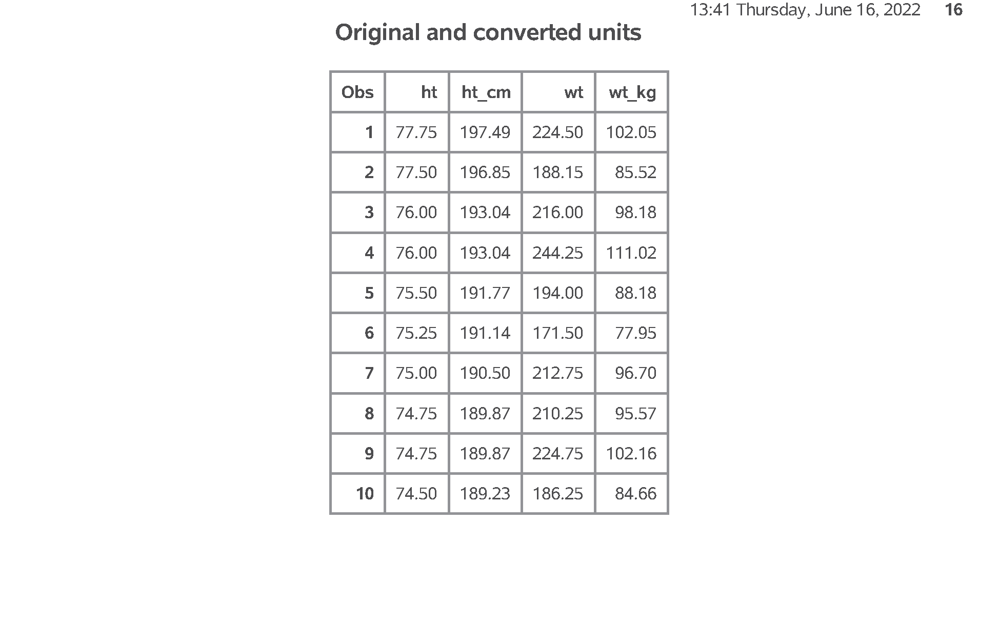 13:41 Thursday, June 16, 2022 16
Original and converted units
Obs ht ht_cm wt wt_kg
1 77.75 197.49 224.50 102.05
2 77.50 196.85 188.15 85.52
3 76.00 193.04 216.00 98.18
4 76.00 193.04 244.25 111.02
5 75.50 191.77 194.00 88.18
6 75.25 191.14 171.50 77.95
7 75.00 190.50 212.75 96.70
8 74.75 189.87 210.25 95.57
9 74.75 189.87 224.75 102.16
10 74.50 189.23 186.25 84.66